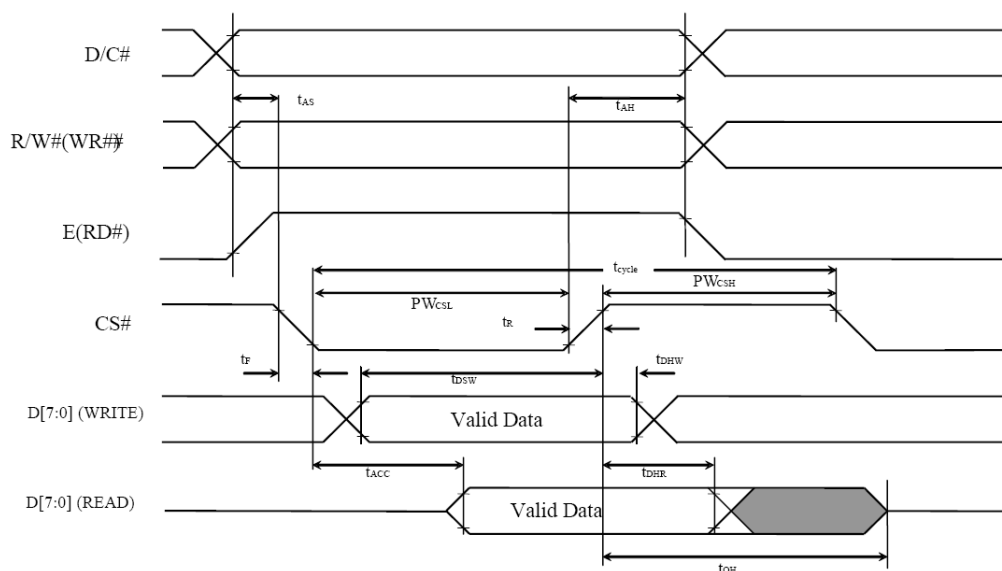 D/C#
tAS
tAH
R/W#(WR##)
E(RD#)
tcycle
PWCSL
PWCSH
CS#
tR
tF
tDSW
tDHW
D[7:0] (WRITE)
Valid Data
tACC
tDHR
D[7:0] (READ)
Valid Data
tOH